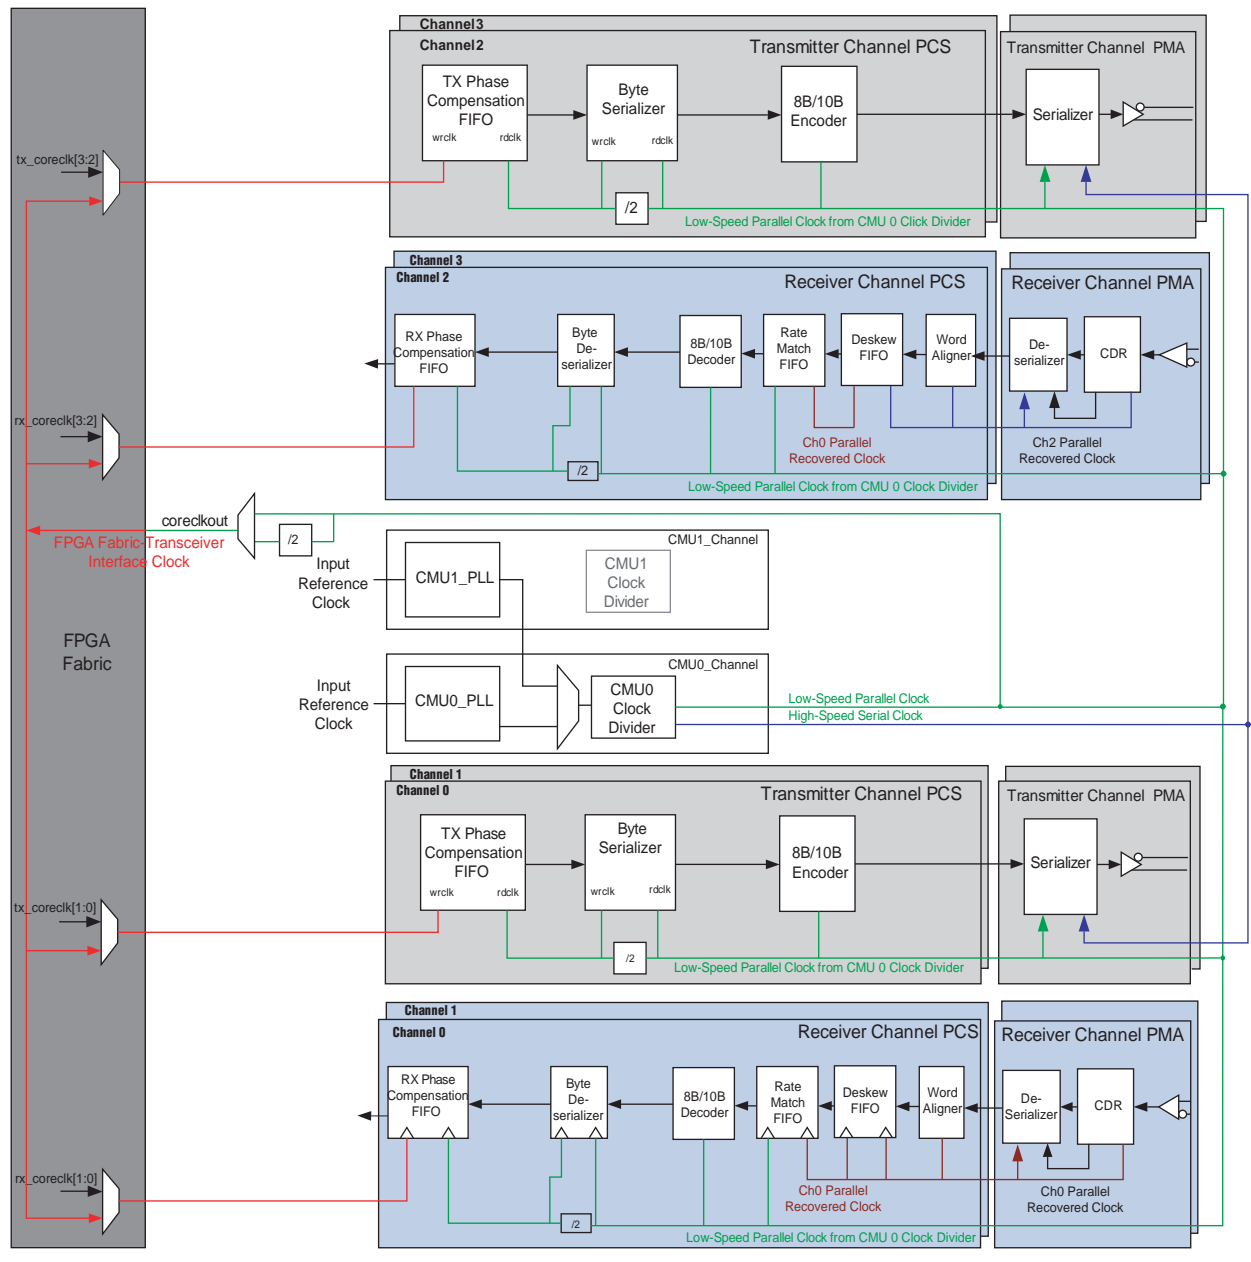 Channel3
Channel2
Transmitter Channel PCS
Transmitter Channel PMA
TX Phase
Compensation
FIFO
wrclk
rdclk
Byte
Serializer
wrclk
rdclk
8B/10B
Encoder
Serializer
/2
Low-Speed Parallel Clock from CMU 0 Click Divider
tx_coreclk[3:2]
Channel 3
Channel 2
Receiver Channel PCS
Receiver Channel PMA
RX Phase
Compensation
FIFO
Byte
De-
serializer
8B/10B
Decoder
Rate
Match
FIFO
Deskew
FIFO
Word
Aligner
De-
serializer
CDR
rx_coreclk[3:2]
Ch0 Parallel
Recovered Clock
Ch2 Parallel
Recovered Clock
/2
Low-Speed Parallel Clock from CMU 0 Clock Divider
coreclkout
/2
FPGA Fabric-Transceiver
Interface Clock
CMU1_Channel
Input
Reference
Clock
CMU1_PLL
CMU1
Clock
Divider
FPGA
Fabric
CMU0_Channel
Input
Reference
Clock
CMU0_PLL
CMU0
Clock
Divider
Low-Speed Parallel Clock
High-Speed Serial Clock
Channel 1
Channel 0
Transmitter Channel PCS
Transmitter Channel PMA
TX Phase
Compensation
FIFO
wrclk
rdclk
Byte
Serializer
wrclk
rdclk
8B/10B
Encoder
Serializer
tx_coreclk[1:0]
/2
Low-Speed Parallel Clock from CMU 0 Clock Divider
Channel 1
Channel 0
Receiver Channel PCS
Receiver Channel PMA
RX Phase
Compensation
FIFO
Byte
De-
serializer
8B/10B
Decoder
Rate
Match
FIFO
Deskew
FIFO
Word
Aligner
De-
Serializer
CDR
rx_coreclk[1:0]
Ch0 Parallel
Recovered Clock
Ch0 Parallel
Recovered Clock
/2
Low-Speed Parallel Clock from CMU 0 Clock Divider